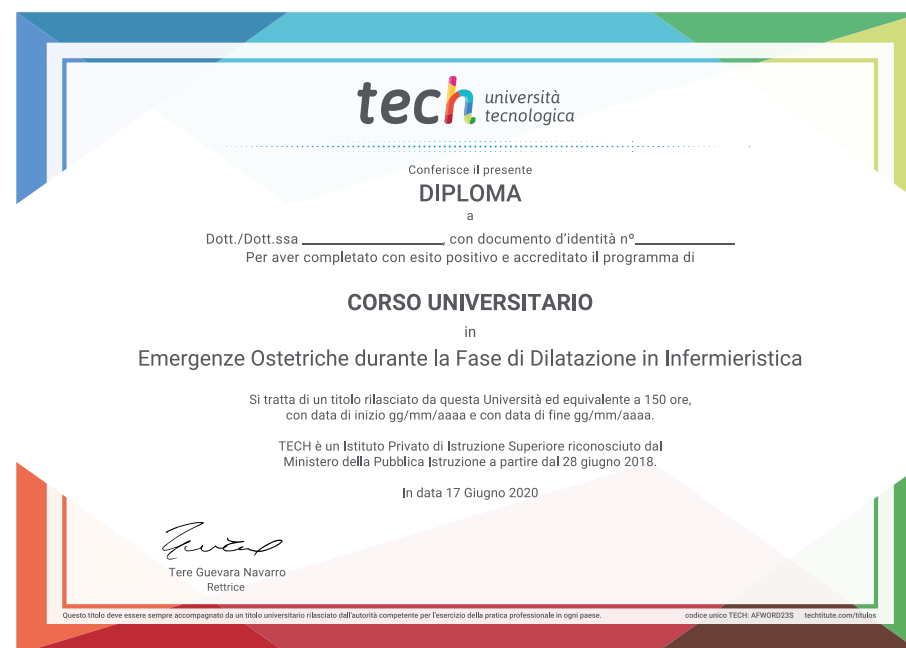 tech università
tecnologica
Conferisce il presente
DIPLOMA
a
Dott./Dott.ssa ____________________, con documento d'identità nº______________
Per aver completato con esito positivo e accreditato il programma di
CORSO UNIVERSITARIO
in
Emergenze Ostetriche durante la Fase di Dilatazione in Infermieristica
Si tratta di un titolo rilasciato da questa Università ed equivalente a 150 ore,
con data di inizio gg/mm/aaaa e con data di fine gg/mm/aaaa.
TECH è un Istituto Privato di Istruzione Superiore riconosciuto dal
Ministero della Pubblica Istruzione a partire dal 28 giugno 2018.
In data 17 Giugno 2020
Tere Guevara Navarro
Rettrice
Questo titolo deve essere sempre accompagnato da un titolo universitario rilasciato dall'autorità competente per l'esercizio della pratica professionale in ogni paese. codice unico TECH: AFWORD23S techtitute.com/titulos